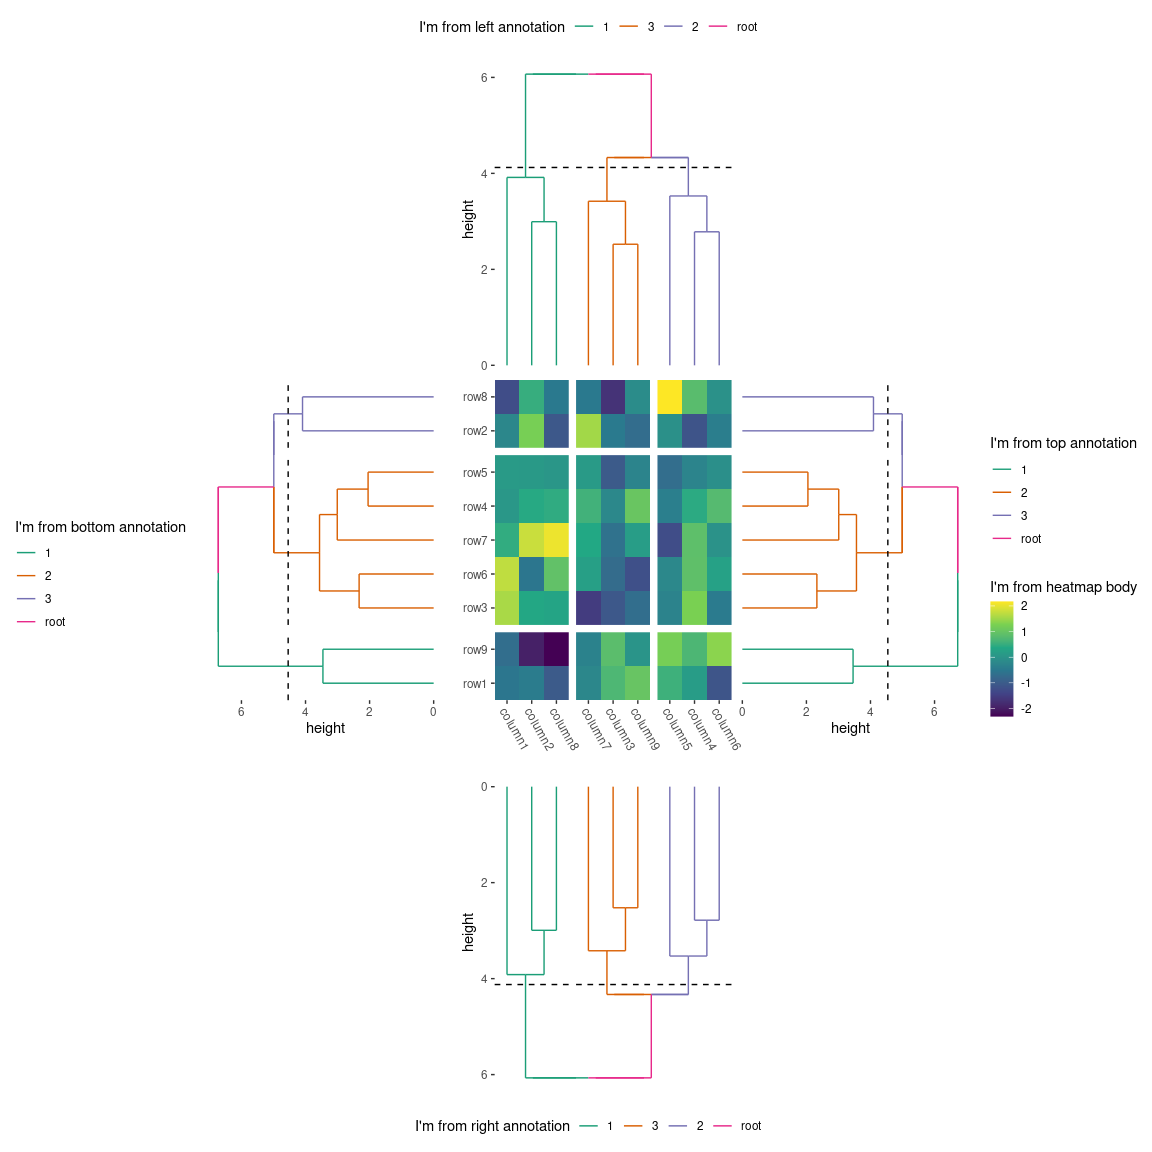 I'm from left annotation 1 3 2 root
6
4
2
0
height
row8
row2
row5
row4
row7
row6
row3
row9
row1
I'm from bottom annotation
1
2
3
root
6 4 2 0
height
column1 column2 column8 column7 column3 column9 column5 column4 column6
0 2 4 6
height
I'm from top annotation
1
2
3
root
I'm from heatmap body
2
1
0
-1
-2
0
2
4
6
height
I'm from right annotation 1 3 2 root